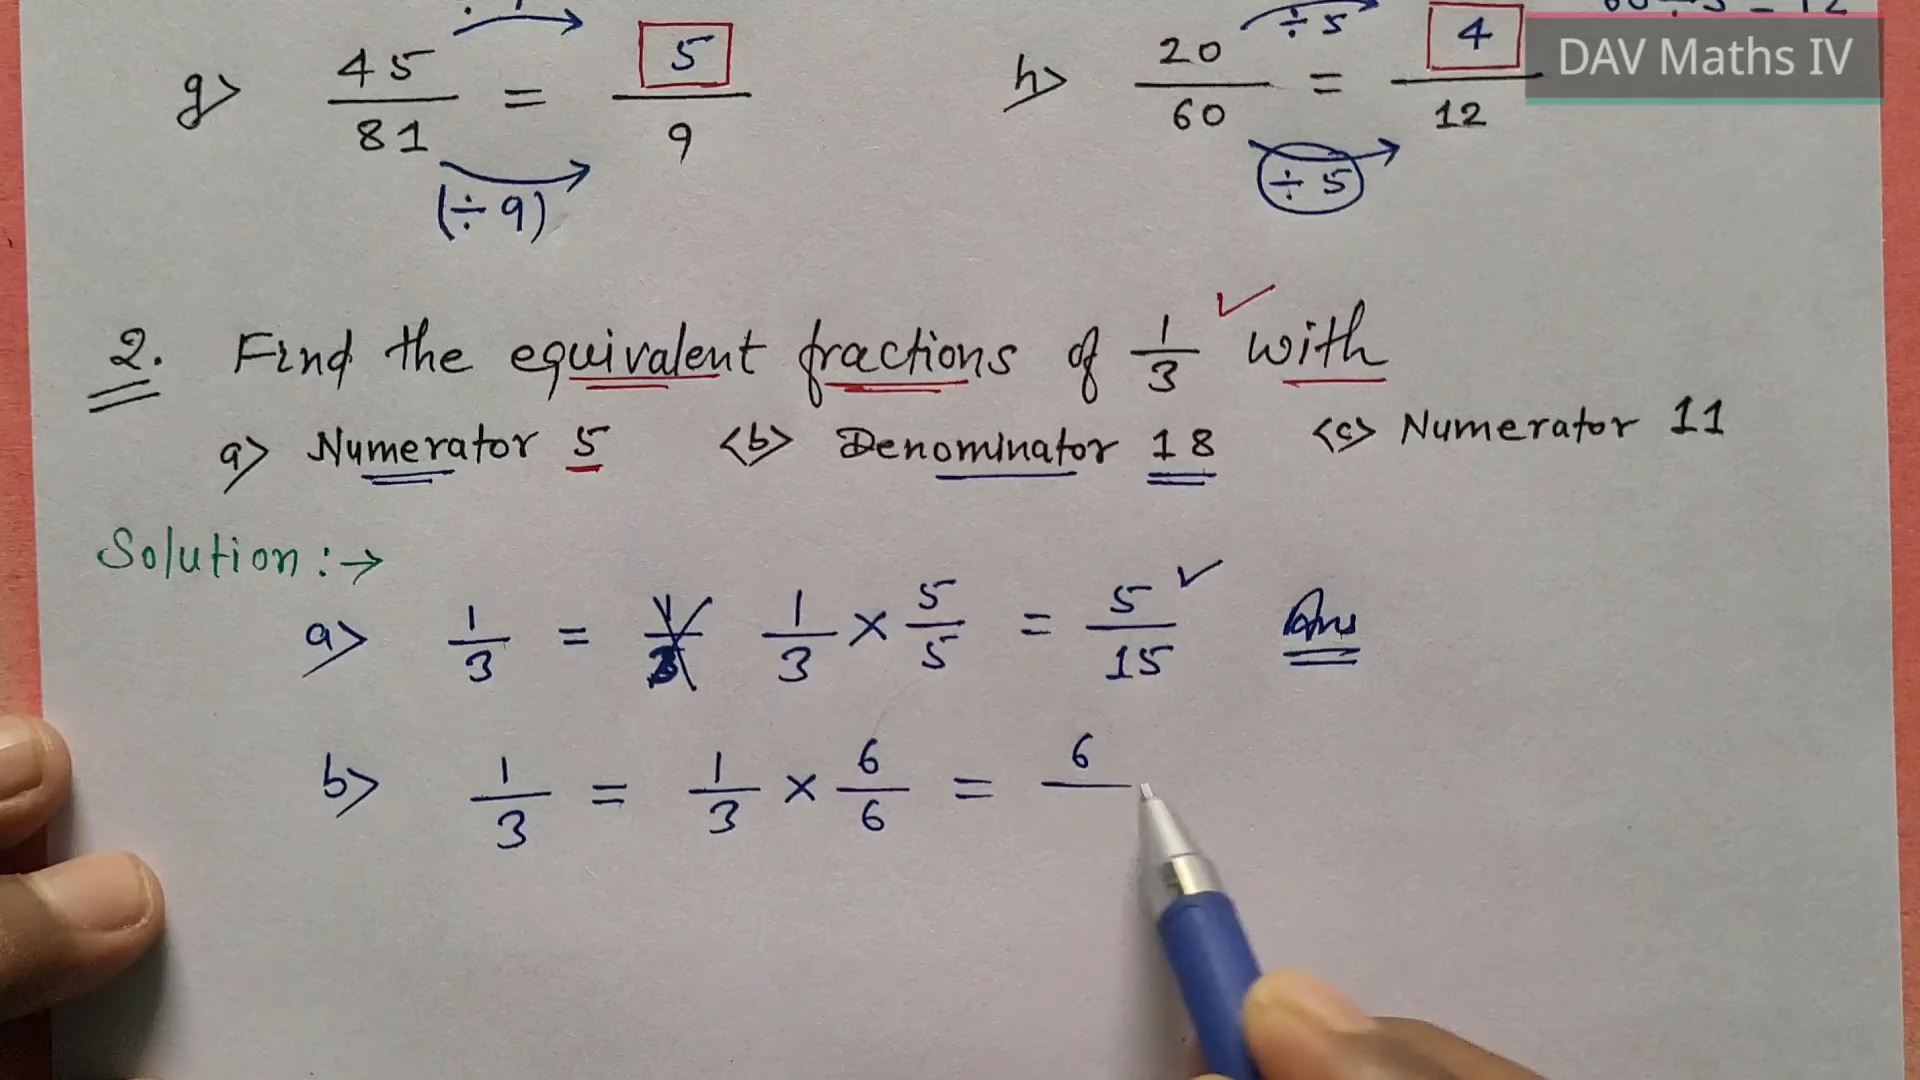 DAV Maths IV
g> 45/81 = 5/9
(÷ 9)
h> 20/60 = 4/12
÷ 5
÷ 5
2. Find the equivalent fractions of 1/3 ✓ with
a> Numerator 5 <b> Denominator 18 <c> Numerator 11
Solution :→
a> 1/3 = 1/3 × 5/5 = 5/15 ✓ Ans
b> 1/3 = 1/3 × 6/6 = 6